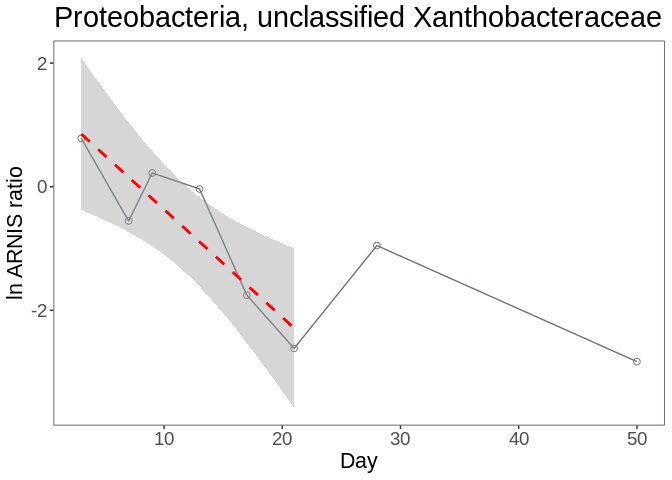 Proteobacteria, unclassified Xanthobacteraceae
2
0
-2
ln ARNIS ratio
10 20 30 40 50
Day